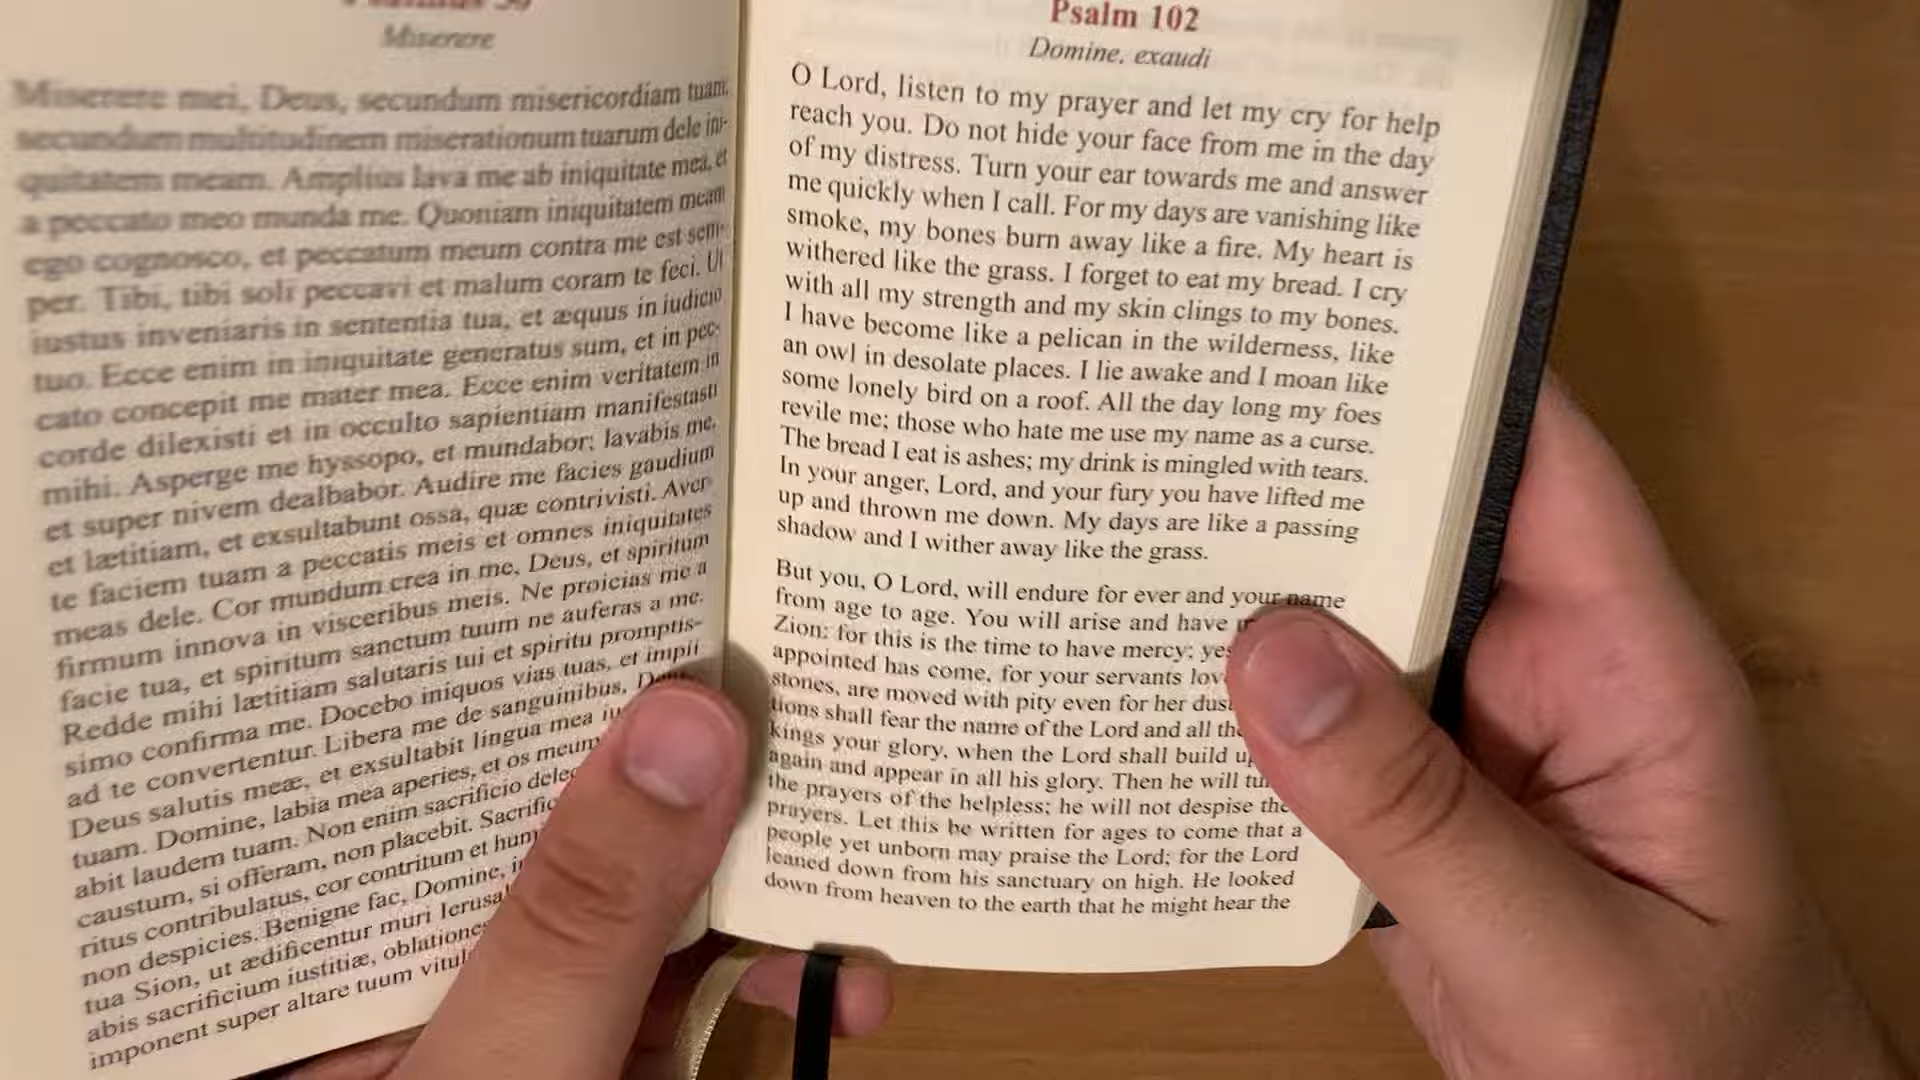 Psalmus 50
Miserere
Miserere mei, Deus, secundum misericordiam tuam;
secundum multitudinem miserationum tuarum dele ini-
quitatem meam. Amplius lava me ab iniquitate mea, et
a peccato meo munda me. Quoniam iniquitatem meam
ego cognosco, et peccatum meum contra me est sem-
per. Tibi, tibi soli peccavi et malum coram te feci. Ut
iustus inveniaris in sententia tua, et æquus in iudicio
tuo. Ecce enim in iniquitate generatus sum, et in pec-
cato concepit me mater mea. Ecce enim veritatem in
corde dilexisti et in occulto sapientiam manifestasti
mihi. Asperge me hyssopo, et mundabor; lavabis me,
et super nivem dealbabor. Audire me facies gaudium
et lætitiam, et exsultabunt ossa, quæ contrivisti. Aver-
te faciem tuam a peccatis meis et omnes iniquitates
meas dele. Cor mundum crea in me, Deus, et spiritum
firmum innova in visceribus meis. Ne proicias me a
facie tua, et spiritum sanctum tuum ne auferas a me.
Redde mihi lætitiam salutaris tui et spiritu promptis-
simo confirma me. Docebo iniquos vias tuas, et impii
ad te convertentur. Libera me de sanguinibus,
Deus salutis meæ, et exsultabit lingua mea
tuam. Domine, labia mea aperies, et os meum
abit laudem tuam. Non enim sacrificio
caustum, si offeram, non placebit.
ritus contribulatus, cor contritum et
non despicies. Benigne fac, Domine,
tua Sion, ut ædificentur muri
abis sacrificium iustitiæ,
imponent super altare tuum
Psalm 102
Domine, exaudi
O Lord, listen to my prayer and let my cry for help
reach you. Do not hide your face from me in the day
of my distress. Turn your ear towards me and answer
me quickly when I call. For my days are vanishing like
smoke, my bones burn away like a fire. My heart is
withered like the grass. I forget to eat my bread. I cry
with all my strength and my skin clings to my bones.
I have become like a pelican in the wilderness, like
an owl in desolate places. I lie awake and I moan like
some lonely bird on a roof. All the day long my foes
revile me; those who hate me use my name as a curse.
The bread I eat is ashes; my drink is mingled with tears.
In your anger, Lord, and your fury you have lifted me
up and thrown me down. My days are like a passing
shadow and I wither away like the grass.
But you, O Lord, will endure for ever and your name
from age to age. You will arise and have
Zion: for this is the time to have mercy; yes
appointed has come, for your servants
stones, are moved with pity even for her
tions shall fear the name of the Lord and all the
kings your glory, when the Lord shall build
again and appear in all his glory. Then he will
the prayers of the helpless; he will not despise
prayers. Let this be written for ages to come that a
people yet unborn may praise the Lord; for the Lord
leaned down from his sanctuary on high. He looked
down from heaven to the earth that he might hear the